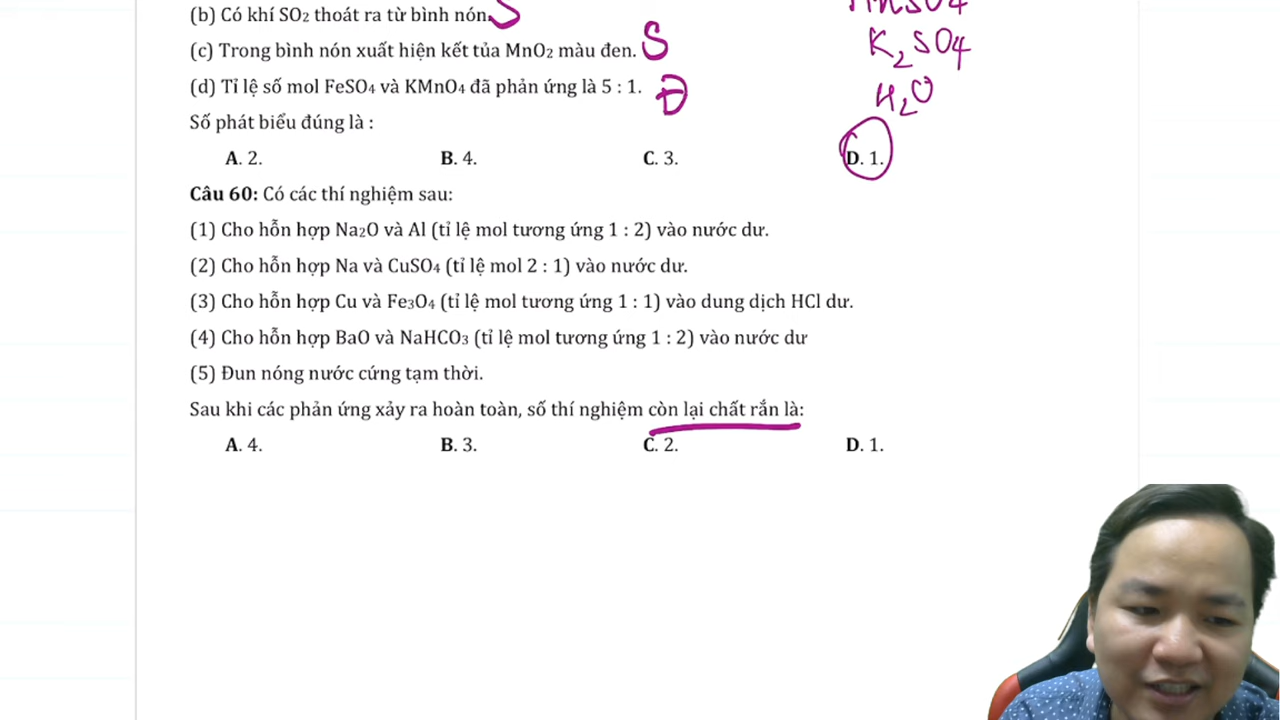 MnSO4
(b) Có khí SO₂ thoát ra từ bình nón. S
K₂SO4
(c) Trong bình nón xuất hiện kết tủa MnO₂ màu đen. S
(d) Tỉ lệ số mol FeSO₄ và KMnO₄ đã phản ứng là 5 : 1. Đ
H₂O
Số phát biểu đúng là :
A. 2. B. 4. C. 3. D. 1.
Câu 60: Có các thí nghiệm sau:
(1) Cho hỗn hợp Na₂O và Al (tỉ lệ mol tương ứng 1 : 2) vào nước dư.
(2) Cho hỗn hợp Na và CuSO₄ (tỉ lệ mol 2 : 1) vào nước dư.
(3) Cho hỗn hợp Cu và Fe₃O₄ (tỉ lệ mol tương ứng 1 : 1) vào dung dịch HCl dư.
(4) Cho hỗn hợp BaO và NaHCO₃ (tỉ lệ mol tương ứng 1 : 2) vào nước dư
(5) Đun nóng nước cứng tạm thời.
Sau khi các phản ứng xảy ra hoàn toàn, số thí nghiệm còn lại chất rắn là:
A. 4. B. 3. C. 2. D. 1.